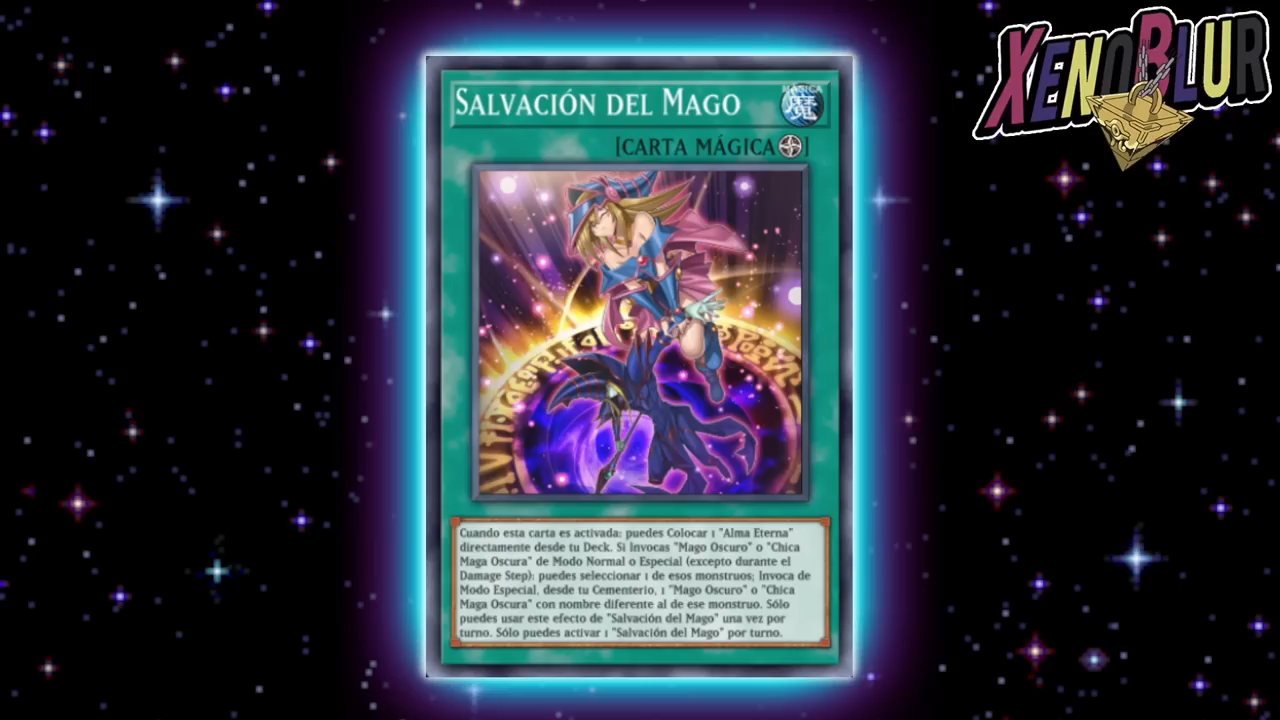 XENOBLUR
SALVACIÓN DEL MAGO
MÁGICA
魔
[CARTA MÁGICA]
Cuando esta carta es activada: puedes Colocar 1 "Alma Eterna"
directamente desde tu Deck. Si Invocas "Mago Oscuro" o "Chica
Maga Oscura" de Modo Normal o Especial (excepto durante el
Damage Step): puedes seleccionar 1 de esos monstruos; Invoca de
Modo Especial, desde tu Cementerio, 1 "Mago Oscuro" o "Chica
Maga Oscura" con nombre diferente al de ese monstruo. Sólo
puedes usar este efecto de "Salvación del Mago" una vez por
turno. Sólo puedes activar 1 "Salvación del Mago" por turno.